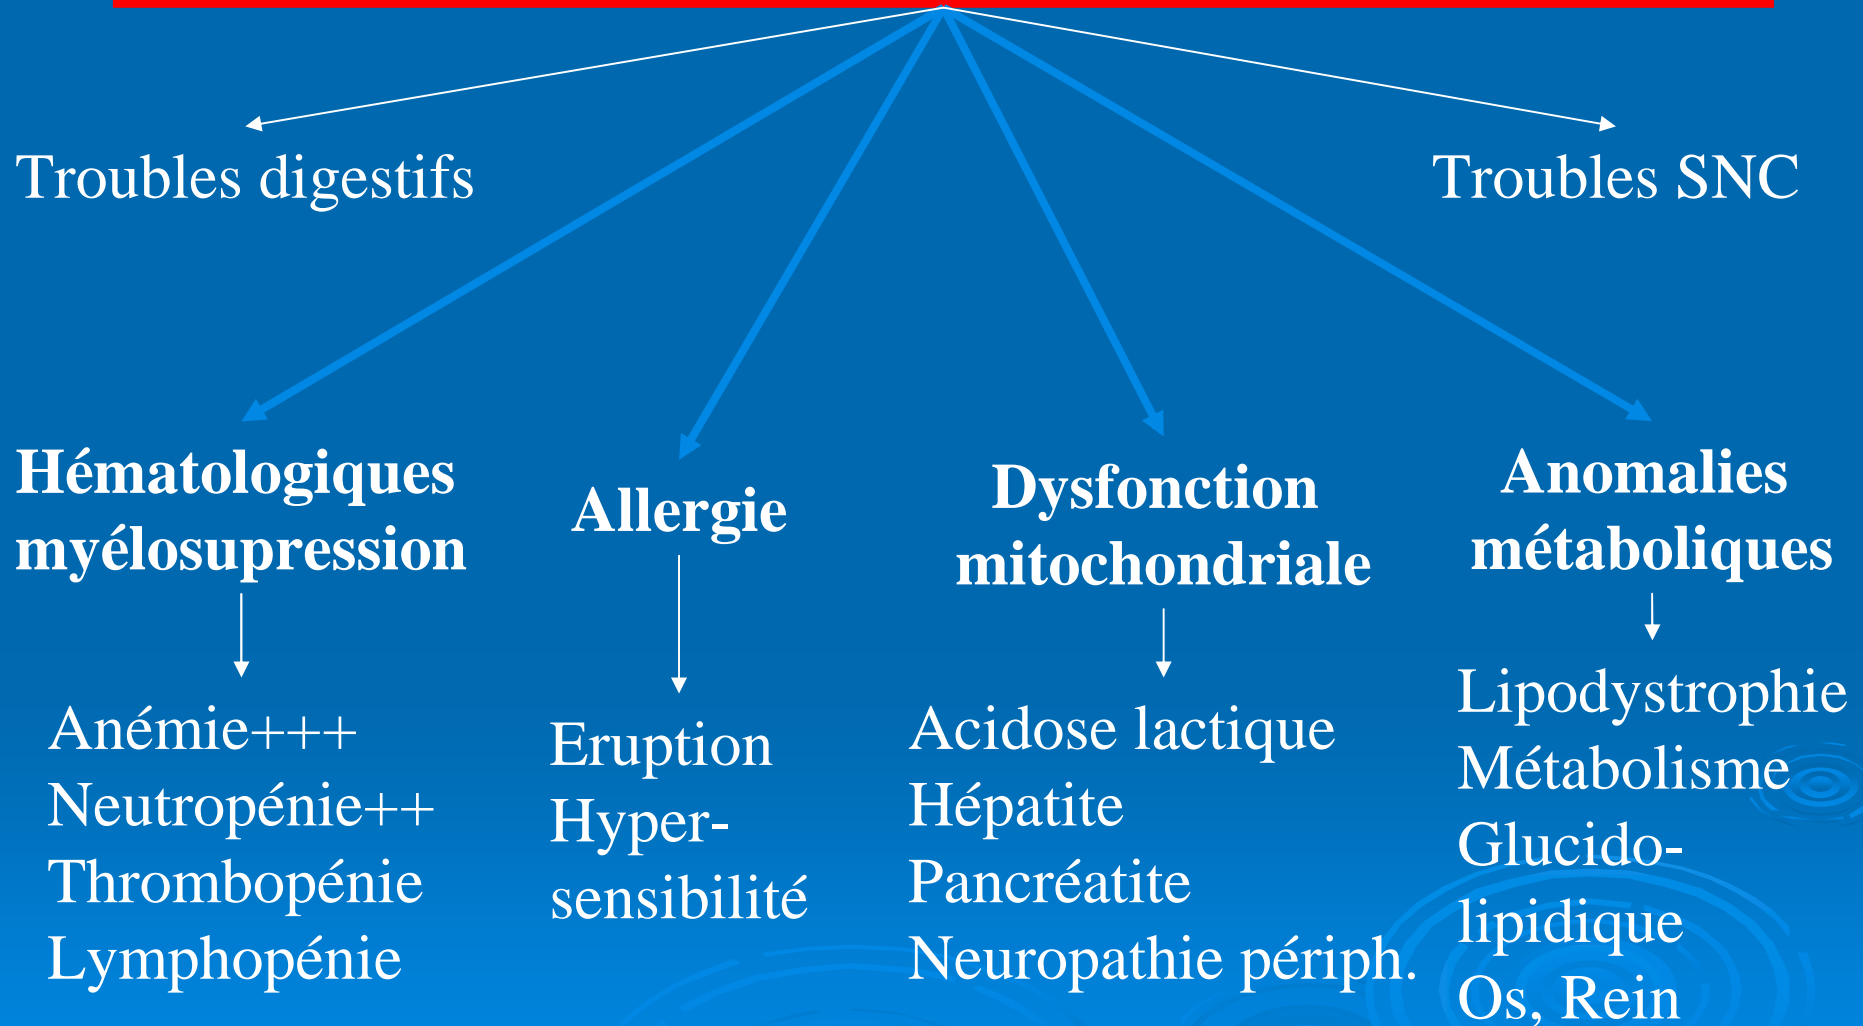 Troubles digestifs
Troubles SNC
Hématologiques
myélosupression
Anémie+++
Neutropénie++
Thrombopénie
Lymphopénie
Allergie
Eruption
Hyper-
sensibilité
Dysfonction
mitochondriale
Acidose lactique
Hépatite
Pancréatite
Neuropathie périph.
Anomalies
métaboliques
Lipodystrophie
Métabolisme
Glucido-
lipidique
Os, Rein